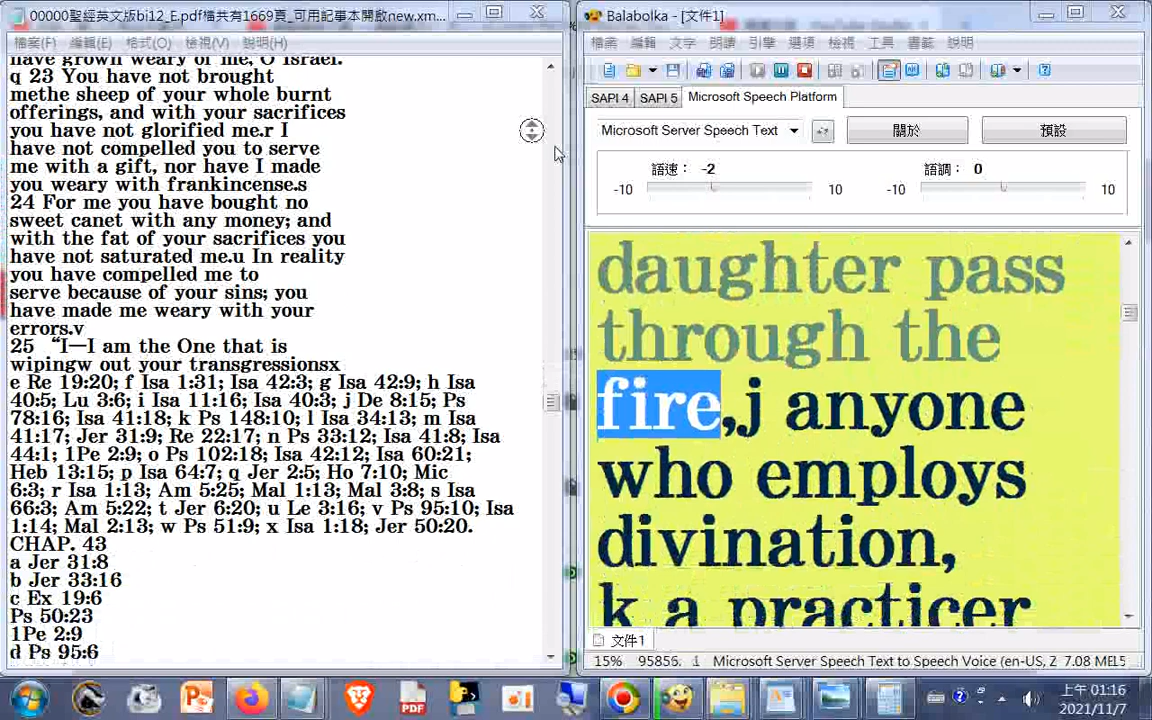 00000聖經英文版bi12_E.pdf檔共有1669頁_可用記事本開啟new.xm...
檔案(F) 編輯(E) 格式(O) 檢視(V) 說明(H)
have grown weary of me, O Israel.
q 23 You have not brought
methe sheep of your whole burnt
offerings, and with your sacrifices
you have not glorified me.r I
have not compelled you to serve
me with a gift, nor have I made
you weary with frankincense.s
24 For me you have bought no
sweet canet with any money; and
with the fat of your sacrifices you
have not saturated me.u In reality
you have compelled me to
serve because of your sins; you
have made me weary with your
errors.v
25 “I—I am the One that is
wipingw out your transgressionsx
e Re 19:20; f Isa 1:31; Isa 42:3; g Isa 42:9; h Isa
40:5; Lu 3:6; i Isa 11:16; Isa 40:3; j De 8:15; Ps
78:16; Isa 41:18; k Ps 148:10; l Isa 34:13; m Isa
41:17; Jer 31:9; Re 22:17; n Ps 33:12; Isa 41:8; Isa
44:1; 1Pe 2:9; o Ps 102:18; Isa 42:12; Isa 60:21;
Heb 13:15; p Isa 64:7; q Jer 2:5; Ho 7:10; Mic
6:3; r Isa 1:13; Am 5:25; Mal 1:13; Mal 3:8; s Isa
66:3; Am 5:22; t Jer 6:20; u Le 3:16; v Ps 95:10; Isa
1:14; Mal 2:13; w Ps 51:9; x Isa 1:18; Jer 50:20.
CHAP. 43
a Jer 31:8
b Jer 33:16
c Ex 19:6
Ps 50:23
1Pe 2:9
d Ps 95:6
Balabolka - [文件1]
檔案 編輯 文字 朗讀 引擎 選項 檢視 工具 書籤 說明
SAPI 4 SAPI 5 Microsoft Speech Platform
Microsoft Server Speech Text 關於 預設
語速： -2 語調： 0
-10 10 -10 10
daughter pass
through the
fire,j anyone
who employs
divination,
k a practicer
文件1
15% 95856. Microsoft Server Speech Text to Speech Voice (en-US, Z 7.08 МЕ
上午 01:16
2021/11/7